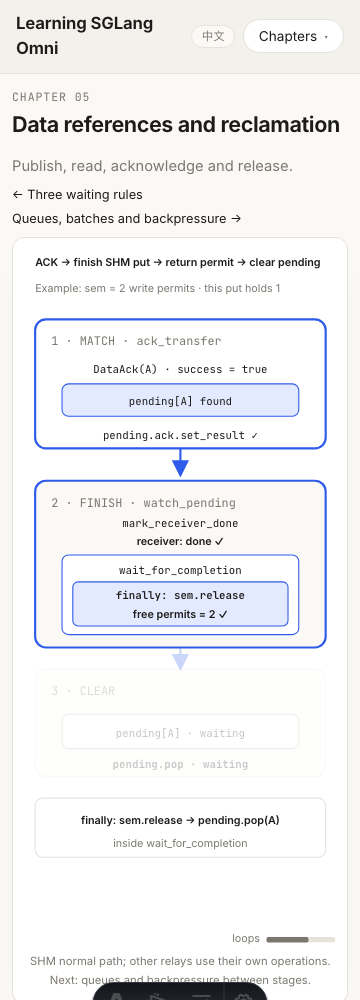 Learning SGLang
Omni
中文
Chapters
CHAPTER 05
Data references and reclamation
Publish, read, acknowledge and release.
← Three waiting rules
Queues, batches and backpressure →
ACK → finish SHM put → return permit → clear pending
Example: sem = 2 write permits · this put holds 1
1 · MATCH · ack_transfer
DataAck(A) · success = true
pending[A] found
pending.ack.set_result ✓
2 · FINISH · watch_pending
mark_receiver_done
receiver: done ✓
wait_for_completion
finally: sem.release
free permits = 2 ✓
3 · CLEAR
pending[A] · waiting
pending.pop · waiting
finally: sem.release → pending.pop(A)
inside wait_for_completion
loops
SHM normal path; other relays use their own operations.
Next: queues and backpressure between stages.